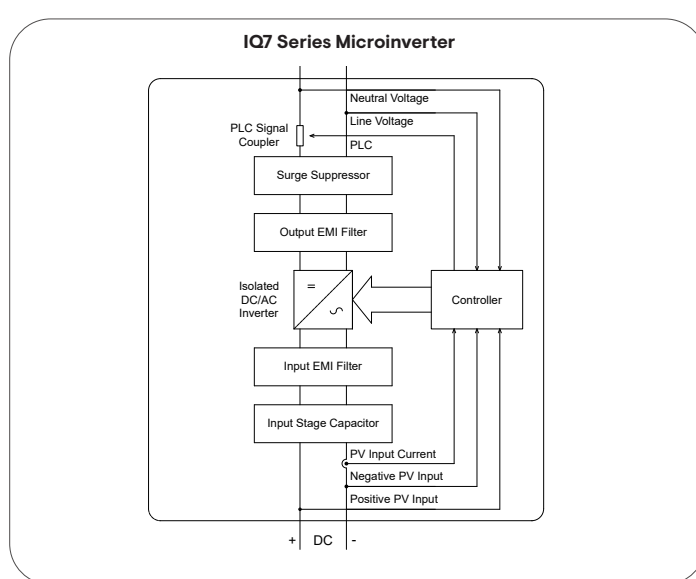 IQ7 Series Microinverter
Neutral Voltage
Line Voltage
PLC Signal
Coupler
PLC
Surge Suppressor
Output EMI Filter
Isolated
DC/AC
Inverter
=
Controller
Input EMI Filter
Input Stage Capacitor
PV Input Current
Negative PV Input
Positive PV Input
+ DC -